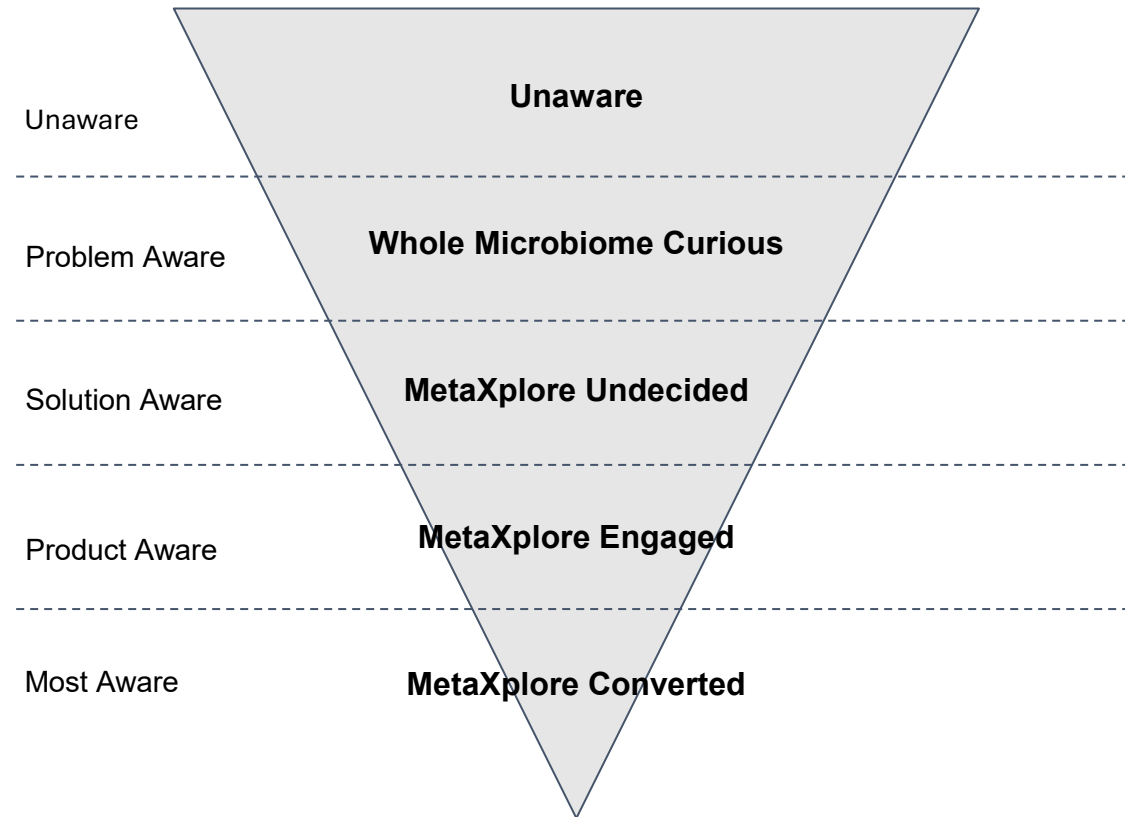 Unaware
Unaware
Problem Aware
Whole Microbiome Curious
Solution Aware
MetaXplore Undecided
Product Aware
MetaXplore Engaged
Most Aware
MetaXplore Converted